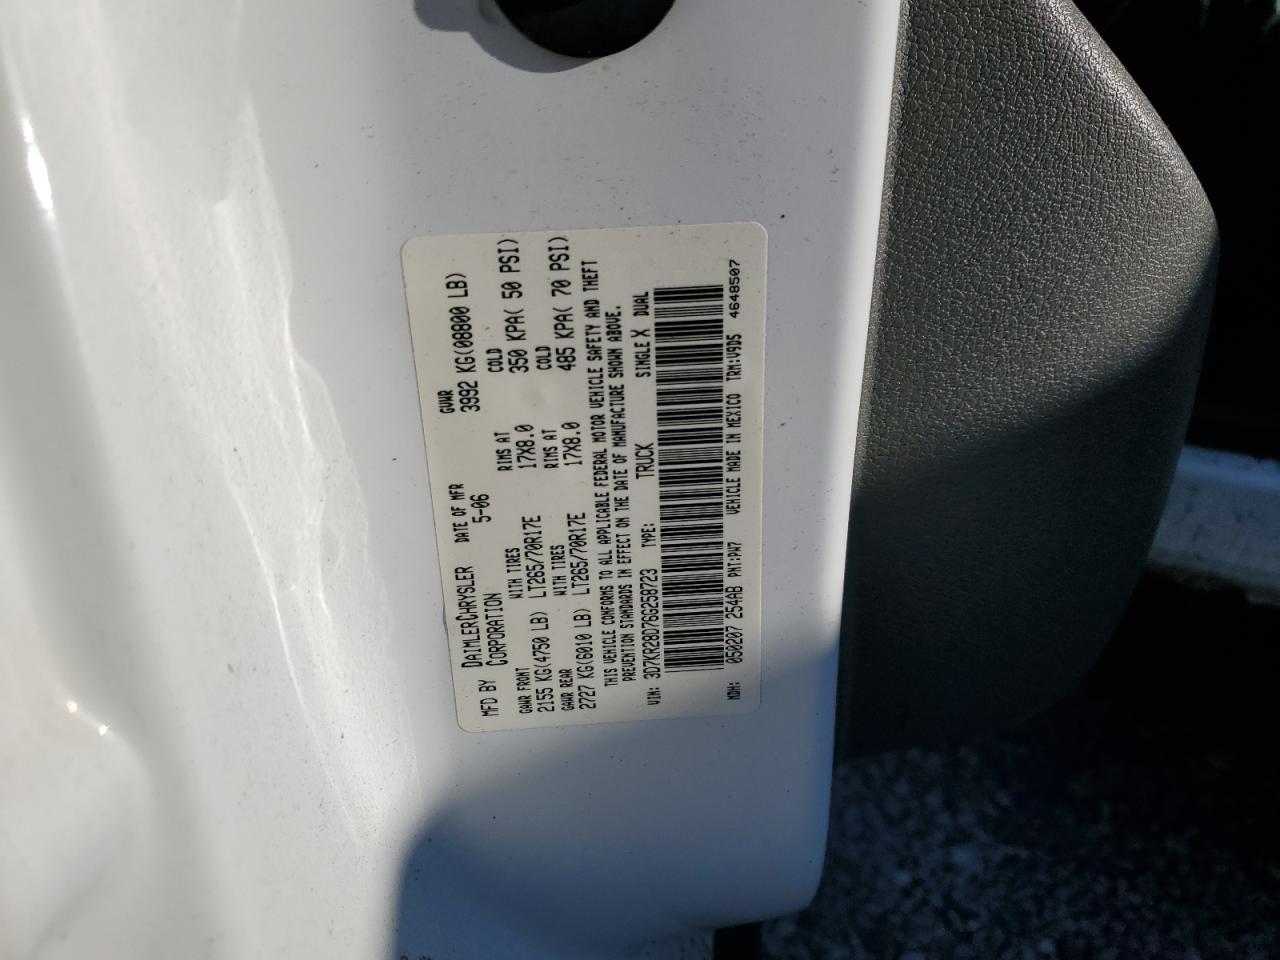 MFD BY DAIMLERCHRYSLER CORPORATION DATE OF MFR 5-06 GVWR 3992 KG(08800 LB)
GAWR FRONT WITH TIRES RIMS AT COLD
2155 KG(4750 LB) LT265/70R17E 17X8.0 350 KPA( 50 PSI)
GAWR REAR WITH TIRES RIMS AT COLD
2727 KG(6010 LB) LT265/70R17E 17X8.0 485 KPA( 70 PSI)
THIS VEHICLE CONFORMS TO ALL APPLICABLE FEDERAL MOTOR VEHICLE SAFETY AND THEFT
PREVENTION STANDARDS IN EFFECT ON THE DATE OF MANUFACTURE SHOWN ABOVE.
VIN: 3D7KR28D76G258723 TYPE: TRUCK SINGLE X DUAL
MDH: 050207 254AB PNT:PW7 VEHICLE MADE IN MEXICO TRM:V9D5 4648507